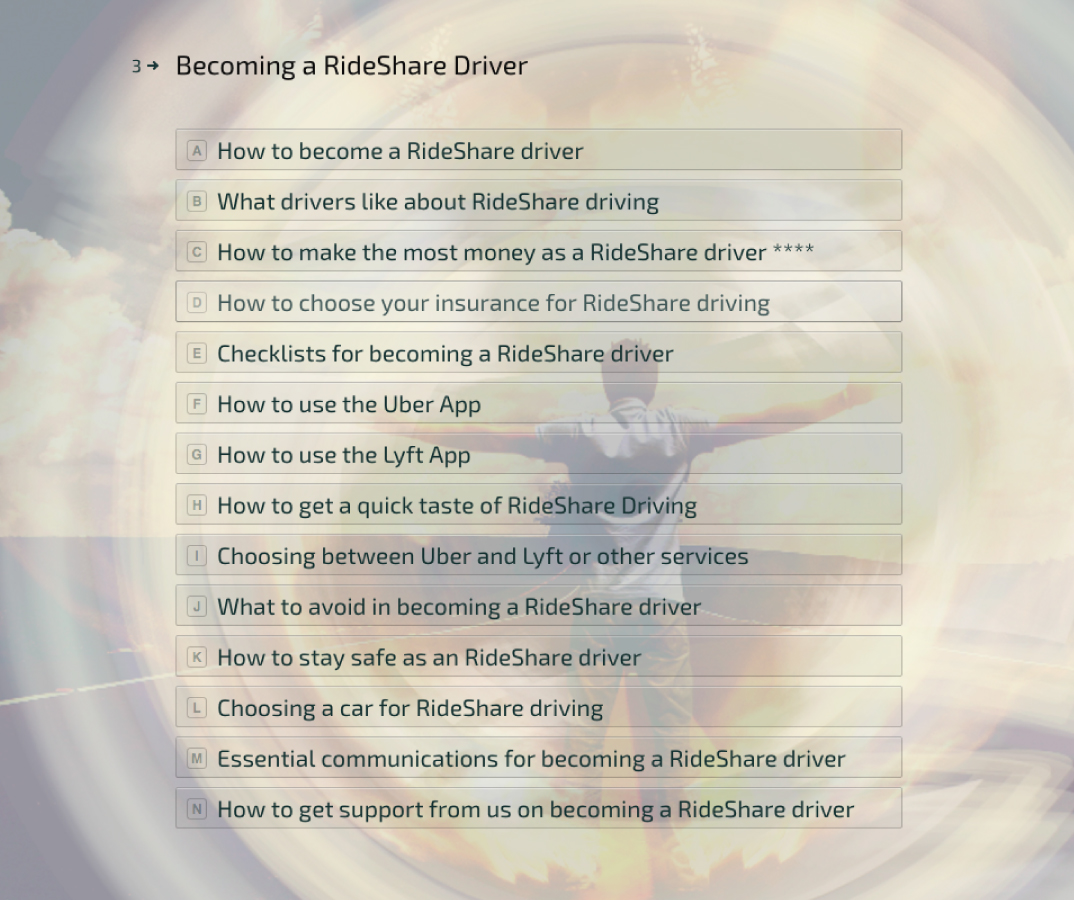 3 → Becoming a RideShare Driver
A How to become a RideShare driver
B What drivers like about RideShare driving
C How to make the most money as a RideShare driver ****
D How to choose your insurance for RideShare driving
E Checklists for becoming a RideShare driver
F How to use the Uber App
G How to use the Lyft App
H How to get a quick taste of RideShare Driving
I Choosing between Uber and Lyft or other services
J What to avoid in becoming a RideShare driver
K How to stay safe as an RideShare driver
L Choosing a car for RideShare driving
M Essential communications for becoming a RideShare driver
N How to get support from us on becoming a RideShare driver